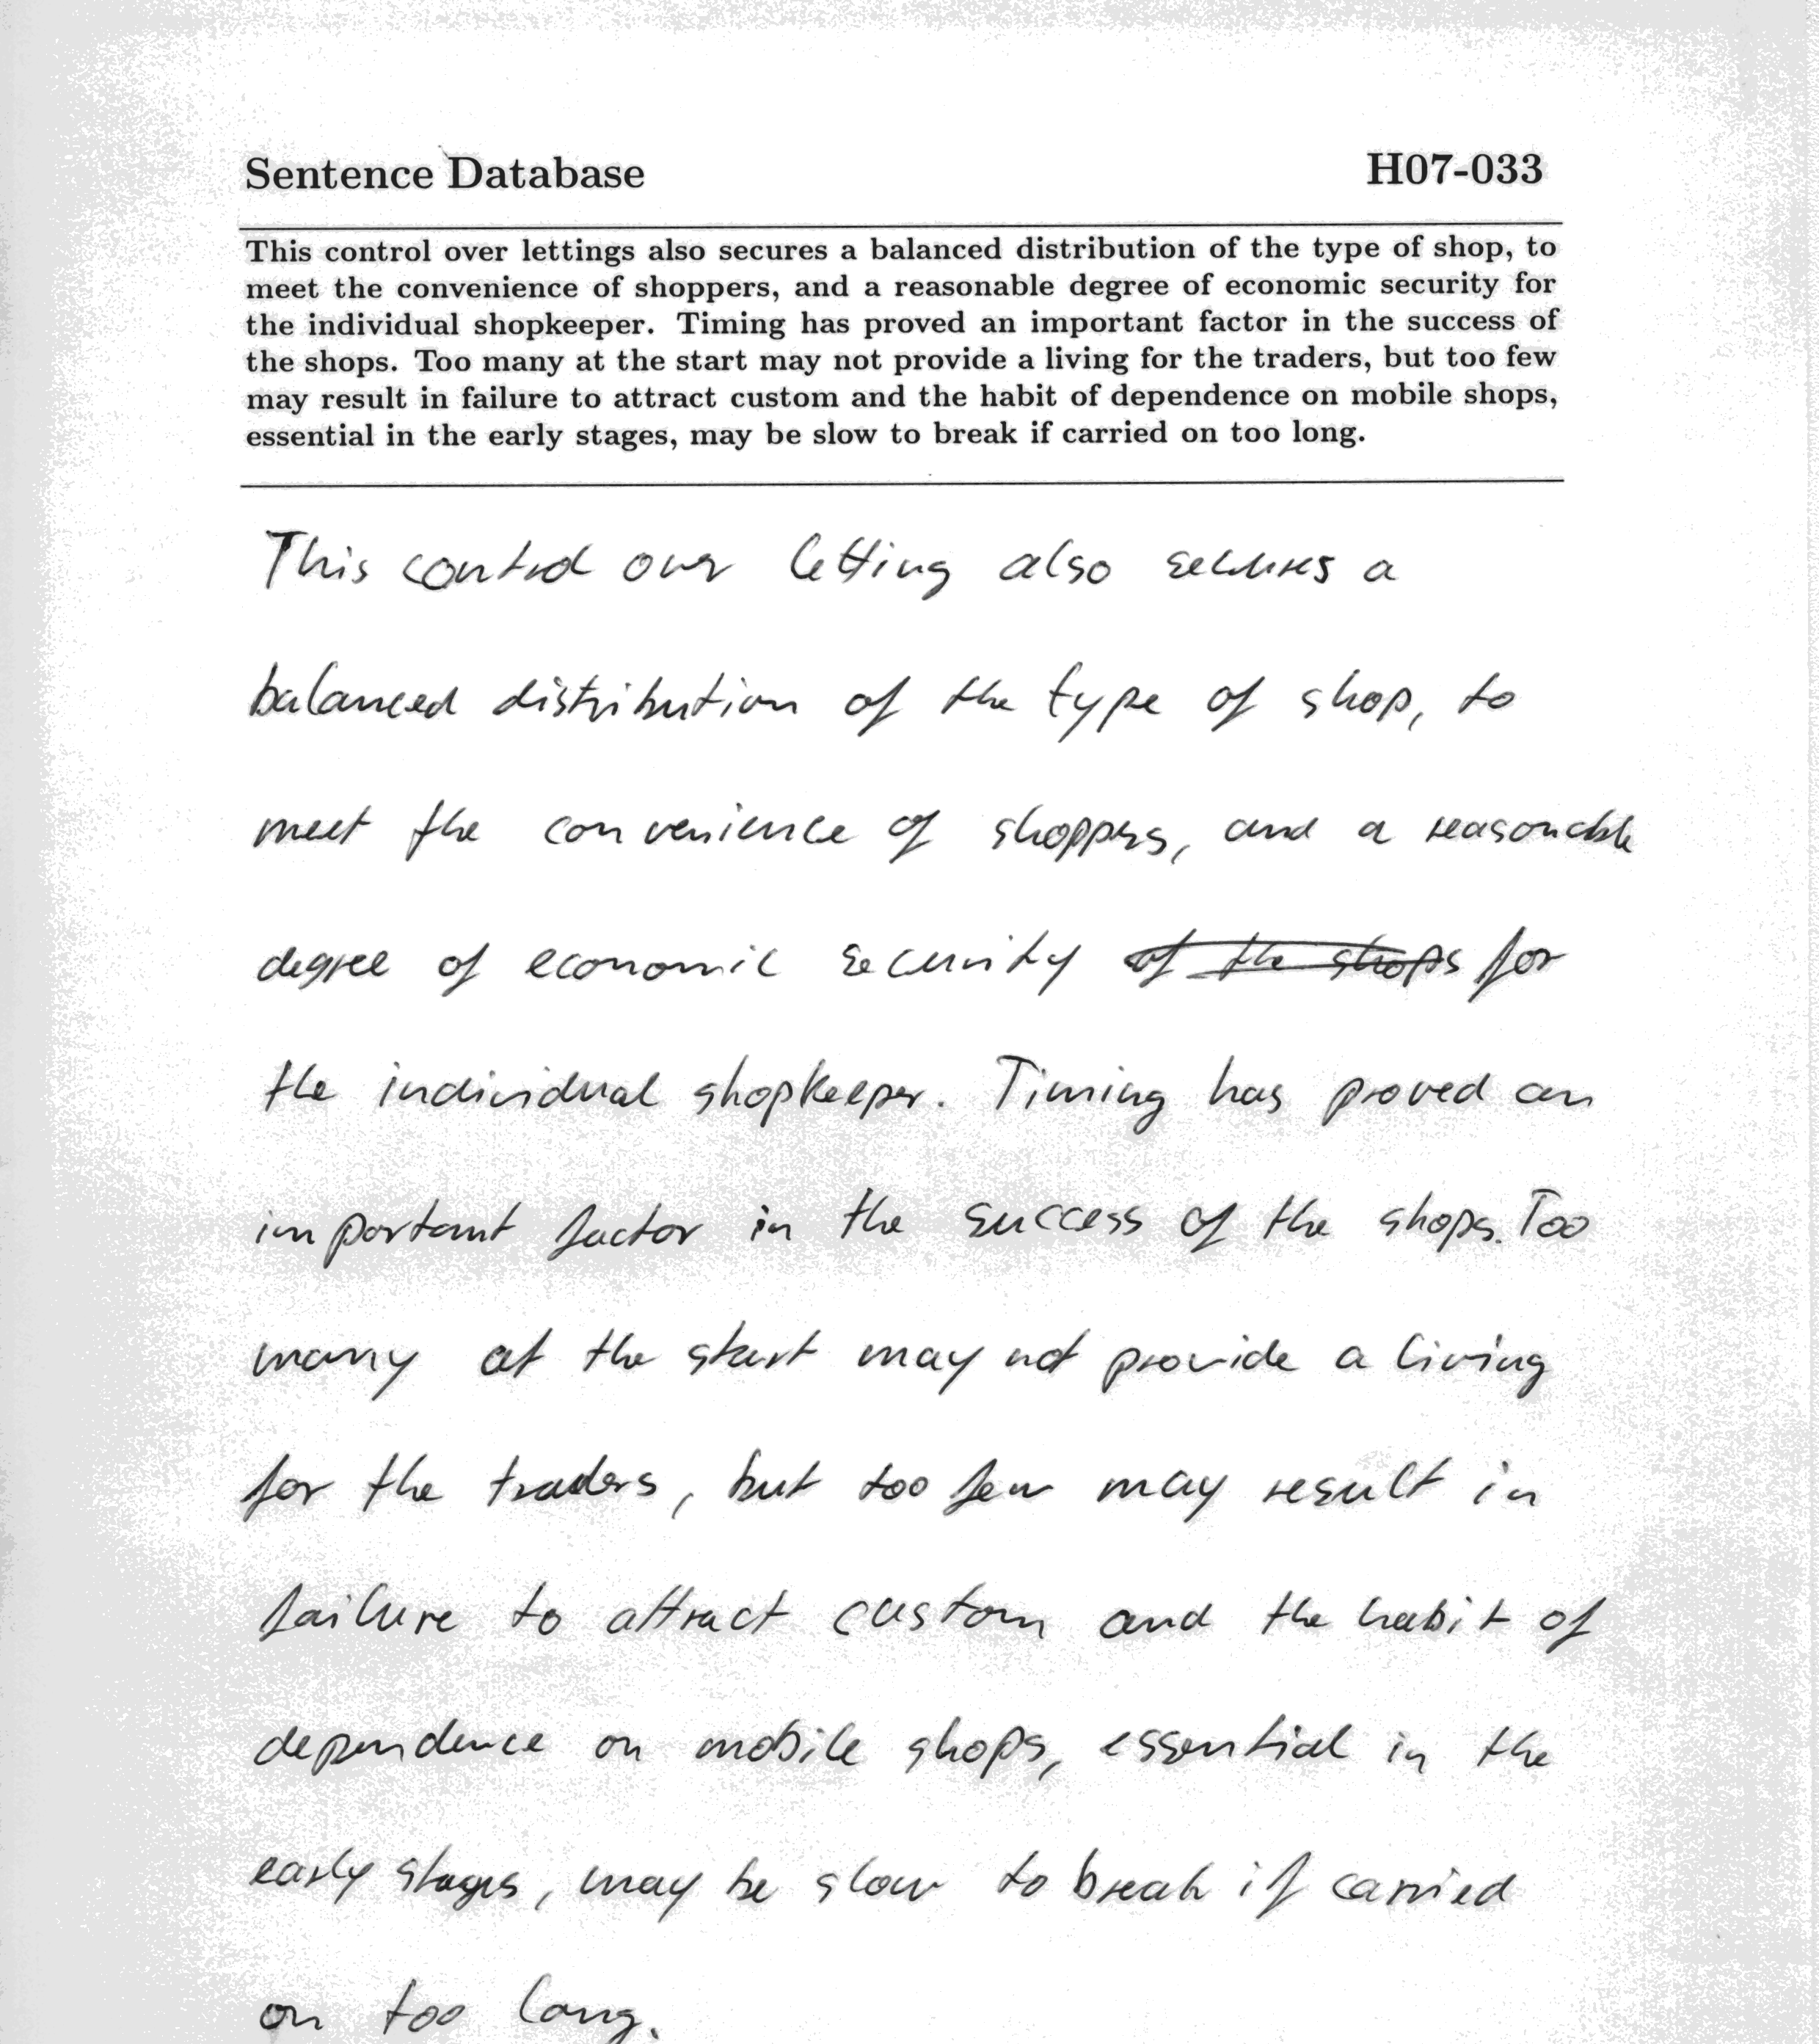 Sentence Database H07-033
This control over lettings also secures a balanced distribution of the type of shop, to
meet the convenience of shoppers, and a reasonable degree of economic security for
the individual shopkeeper. Timing has proved an important factor in the success of
the shops. Too many at the start may not provide a living for the traders, but too few
may result in failure to attract custom and the habit of dependence on mobile shops,
essential in the early stages, may be slow to break if carried on too long.
This control over letting also secures a
balanced distribution of the type of shop, to
meet the convenience of shoppers, and a reasonable
degree of economic security of the shops for
the individual shopkeeper. Timing has proved an
important factor in the success of the shops. Too
many at the start may not provide a living
for the traders, but too few may result in
failure to attract custom and the habit of
dependence on mobile shops, essential in the
early stages, may be slow to break if carried
on too long.